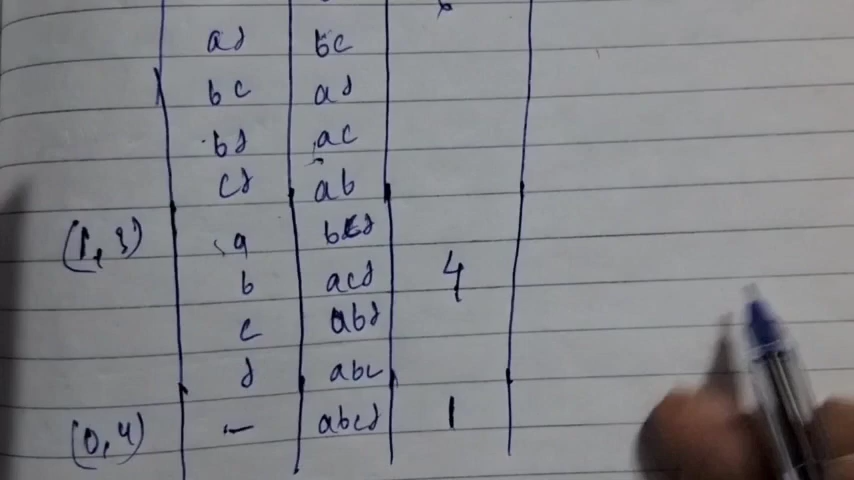 ad bc
bc ad
bd ac
cd ab
(1, 3) a bcd
b acd 4
c abd
d abc
(0,4) - abcd 1